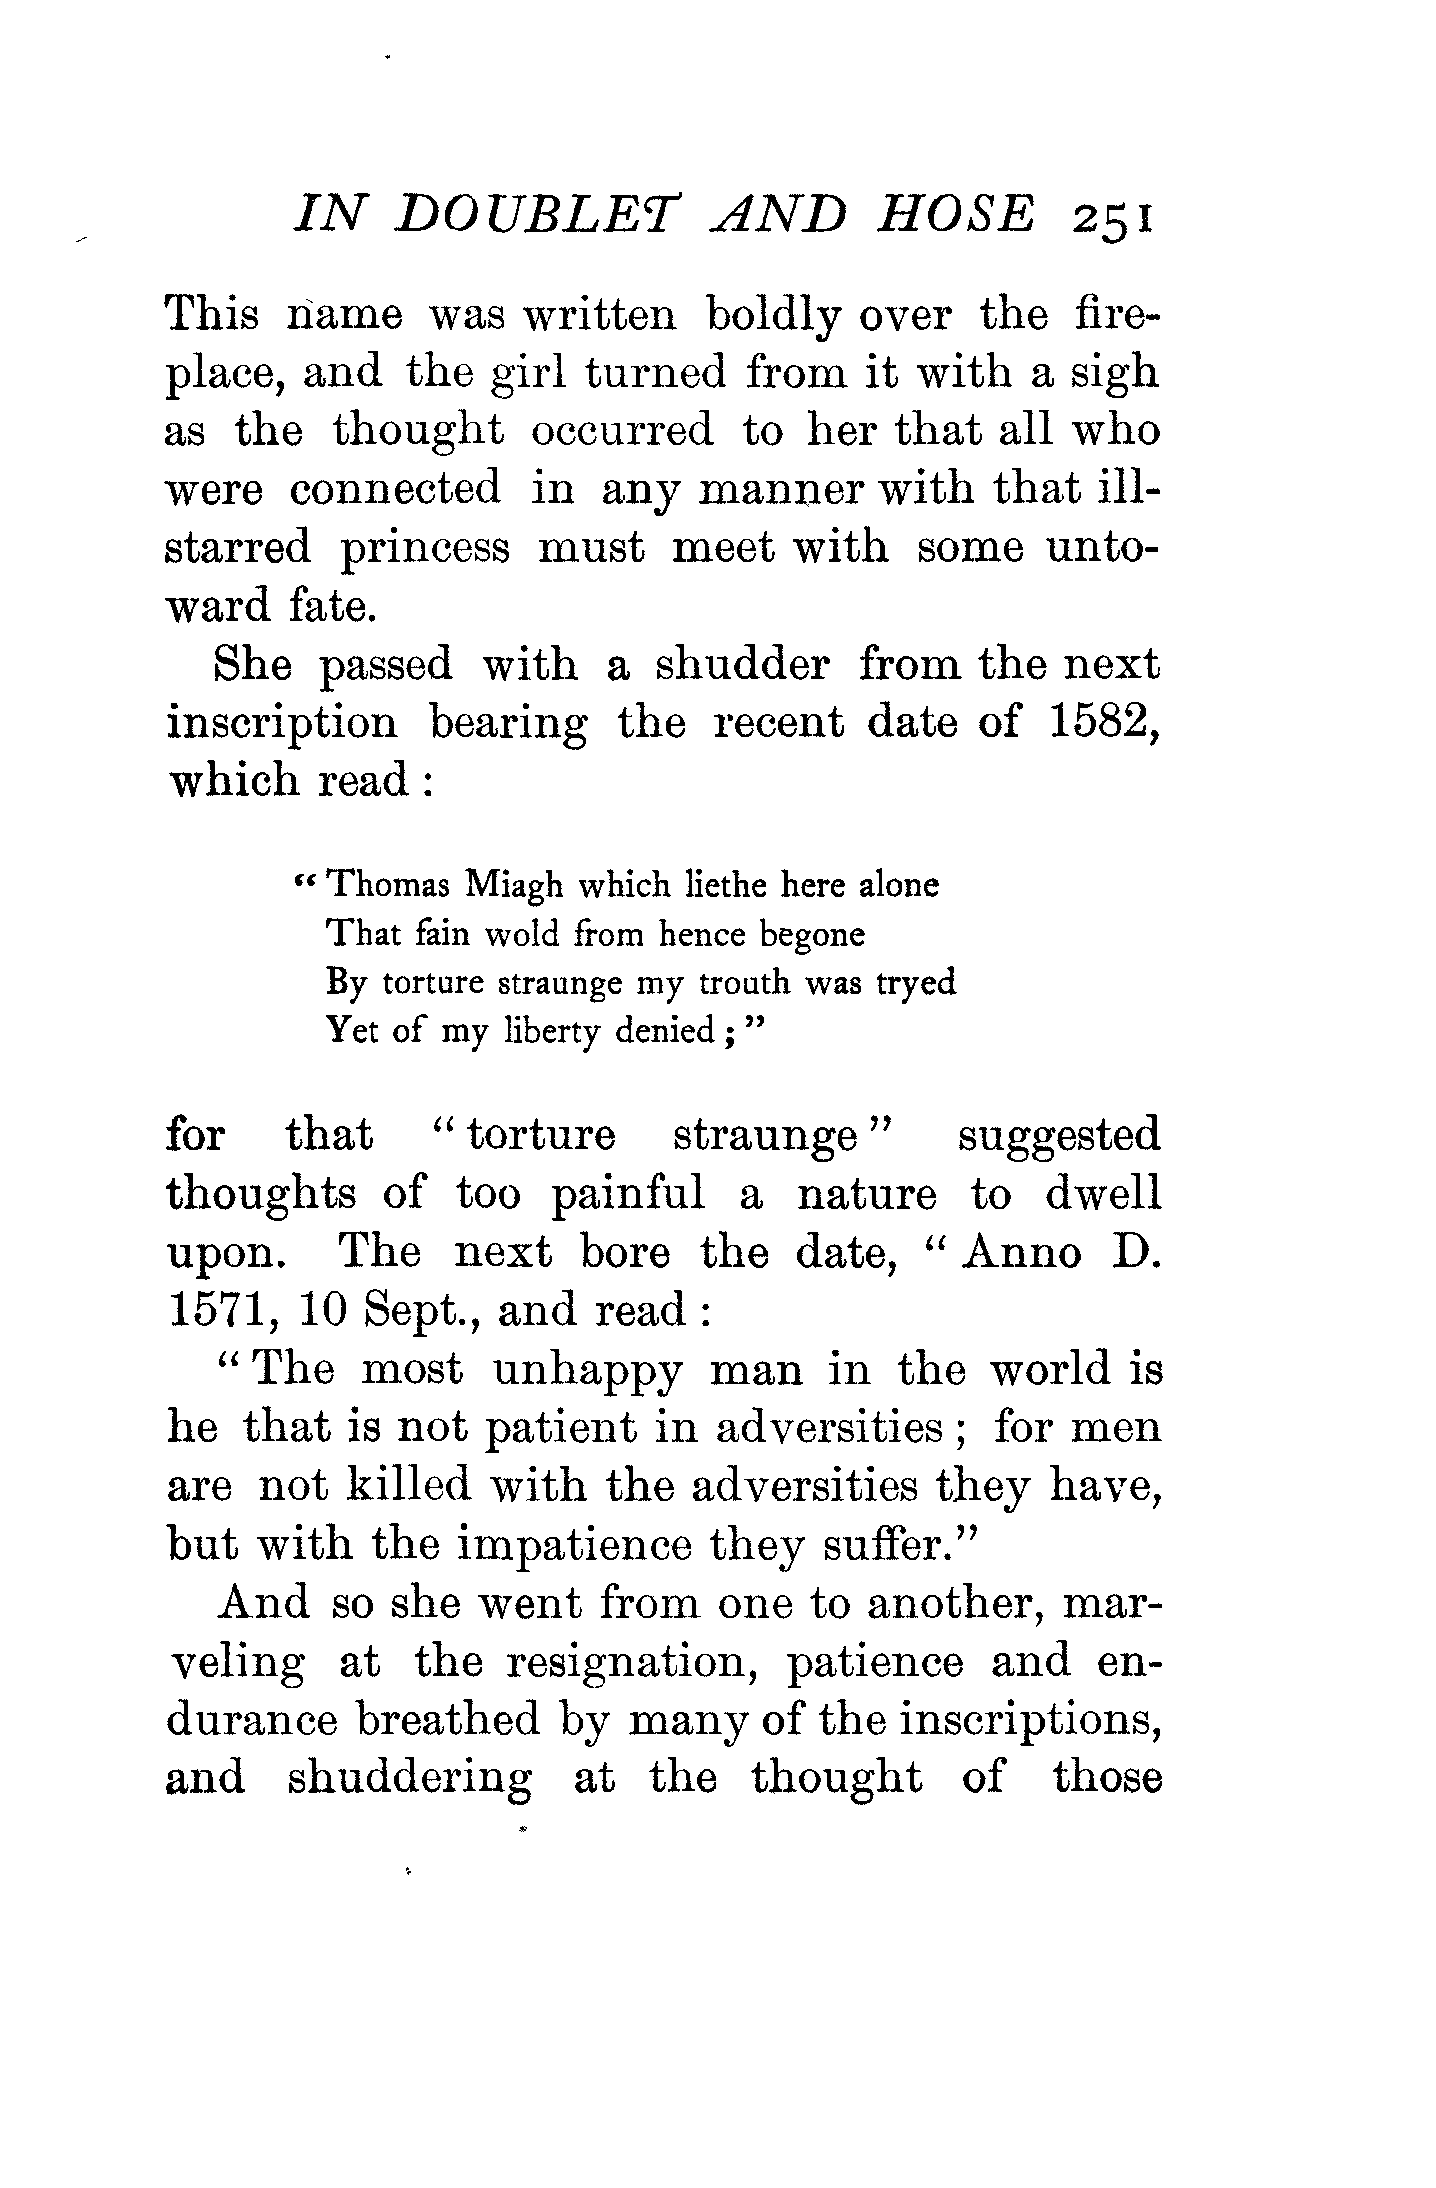 IN DOUBLET AND HOSE 251
This name was written boldly over the fire-
place, and the girl turned from it with a sigh
as the thought occurred to her that all who
were connected in any manner with that ill-
starred princess must meet with some unto-
ward fate.
She passed with a shudder from the next
inscription bearing the recent date of 1582,
which read :
“ Thomas Miagh which liethe here alone
That fain wold from hence begone
By torture straunge my trouth was tryed
Yet of my liberty denied ; ”
for that “ torture straunge ” suggested
thoughts of too painful a nature to dwell
upon. The next bore the date, “ Anno D.
1571, 10 Sept., and read :
“ The most unhappy man in the world is
he that is not patient in adversities ; for men
are not killed with the adversities they have,
but with the impatience they suffer.”
And so she went from one to another, mar-
veling at the resignation, patience and en-
durance breathed by many of the inscriptions,
and shuddering at the thought of those